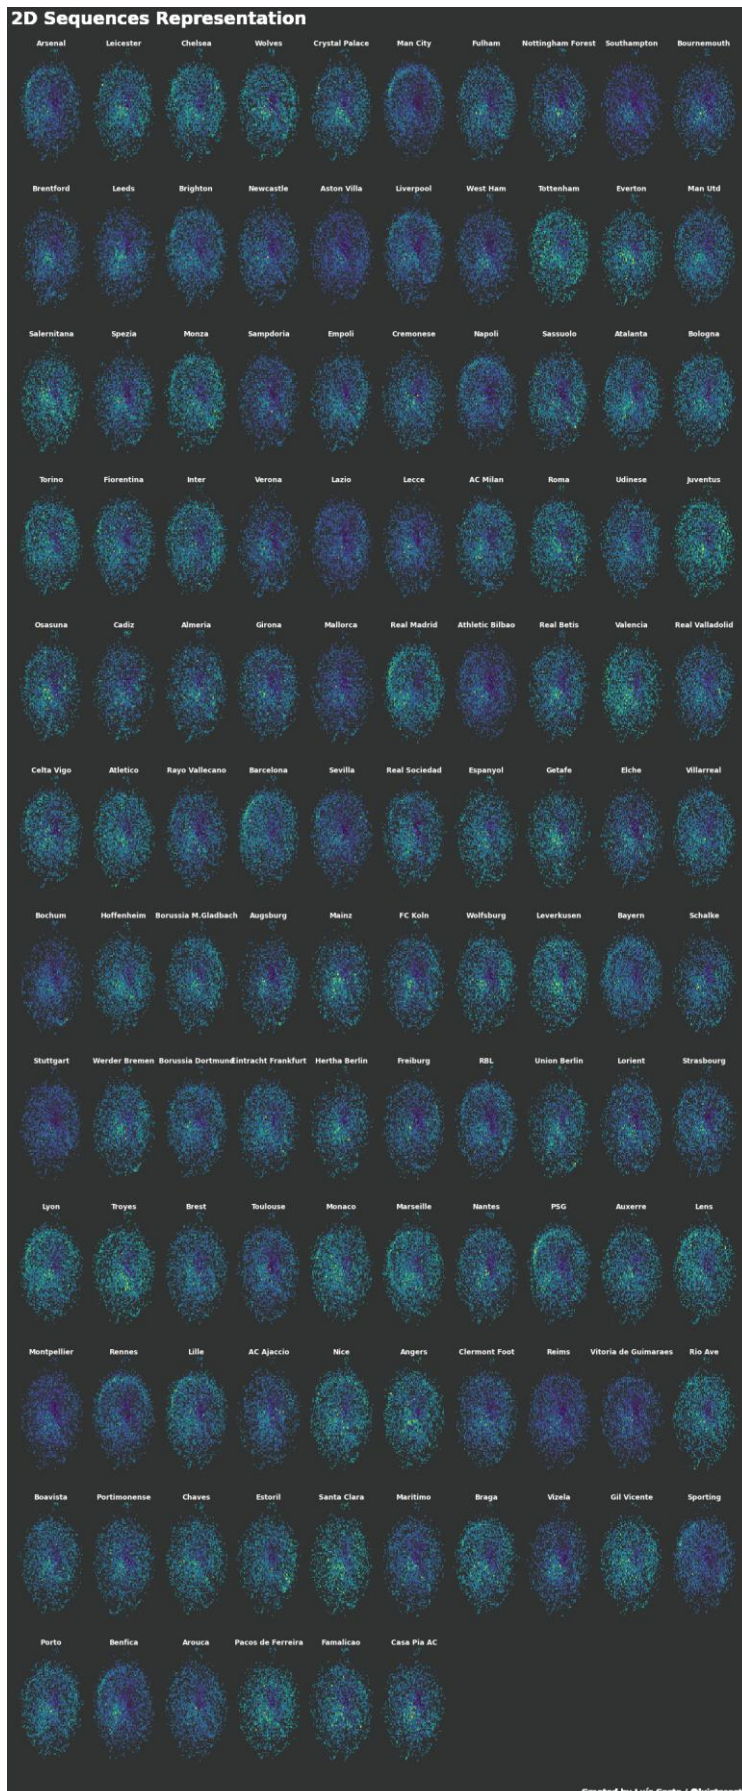 2D Sequences Representation
Arsenal Leicester Chelsea Wolves Crystal Palace Man City Fulham Nottingham Forest Southampton Bournemouth
Brentford Leeds Brighton Newcastle Aston Villa Liverpool West Ham Tottenham Everton Man Utd
Salernitana Spezia Monza Sampdoria Empoli Cremonese Napoli Sassuolo Atalanta Bologna
Torino Fiorentina Inter Verona Lazio Lecce AC Milan Roma Udinese Juventus
Osasuna Cadiz Almeria Girona Mallorca Real Madrid Athletic Bilbao Real Betis Valencia Real Valladolid
Celta Vigo Atletico Rayo Vallecano Barcelona Sevilla Real Sociedad Espanyol Getafe Elche Villarreal
Bochum Hoffenheim Borussia M.Gladbach Augsburg Mainz FC Koln Wolfsburg Leverkusen Bayern Schalke
Stuttgart Werder Bremen Borussia Dortmund Eintracht Frankfurt Hertha Berlin Freiburg RBL Union Berlin Lorient Strasbourg
Lyon Troyes Brest Toulouse Monaco Marseille Nantes PSG Auxerre Lens
Montpellier Rennes Lille AC Ajaccio Nice Angers Clermont Foot Reims Vitoria de Guimaraes Rio Ave
Boavista Portimonense Chaves Estoril Santa Clara Maritimo Braga Vizela Gil Vicente Sporting
Porto Benfica Arouca Pacos de Ferreira Famalicao Casa Pia AC